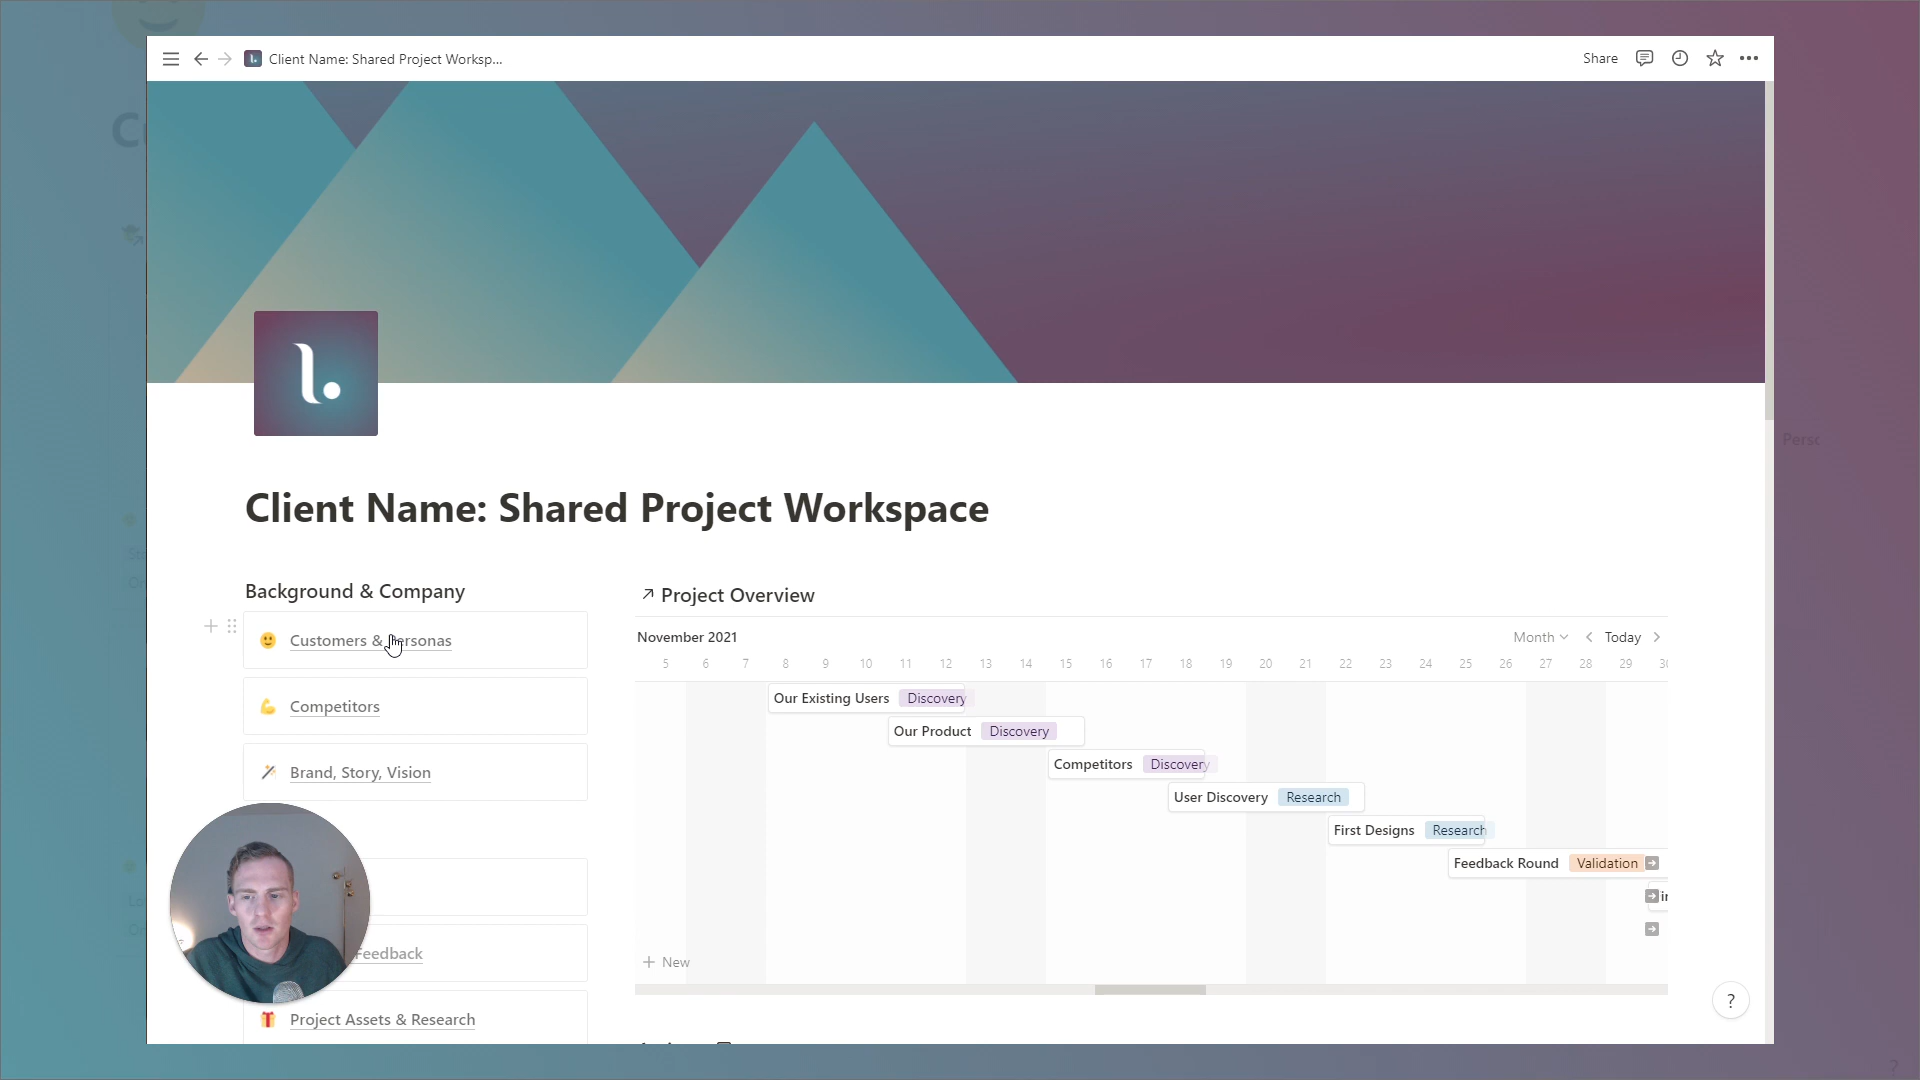 Client Name: Shared Project Worksp...
Share
Client Name: Shared Project Workspace
Background & Company
Customers & Personas
Competitors
Brand, Story, Vision
Feedback
Project Assets & Research
Project Overview
November 2021
Month
Today
5 6 7 8 9 10 11 12 13 14 15 16 17 18 19 20 21 22 23 24 25 26 27 28 29 30
Our Existing Users Discovery
Our Product Discovery
Competitors Discovery
User Discovery Research
First Designs Research
Feedback Round Validation
+ New
?